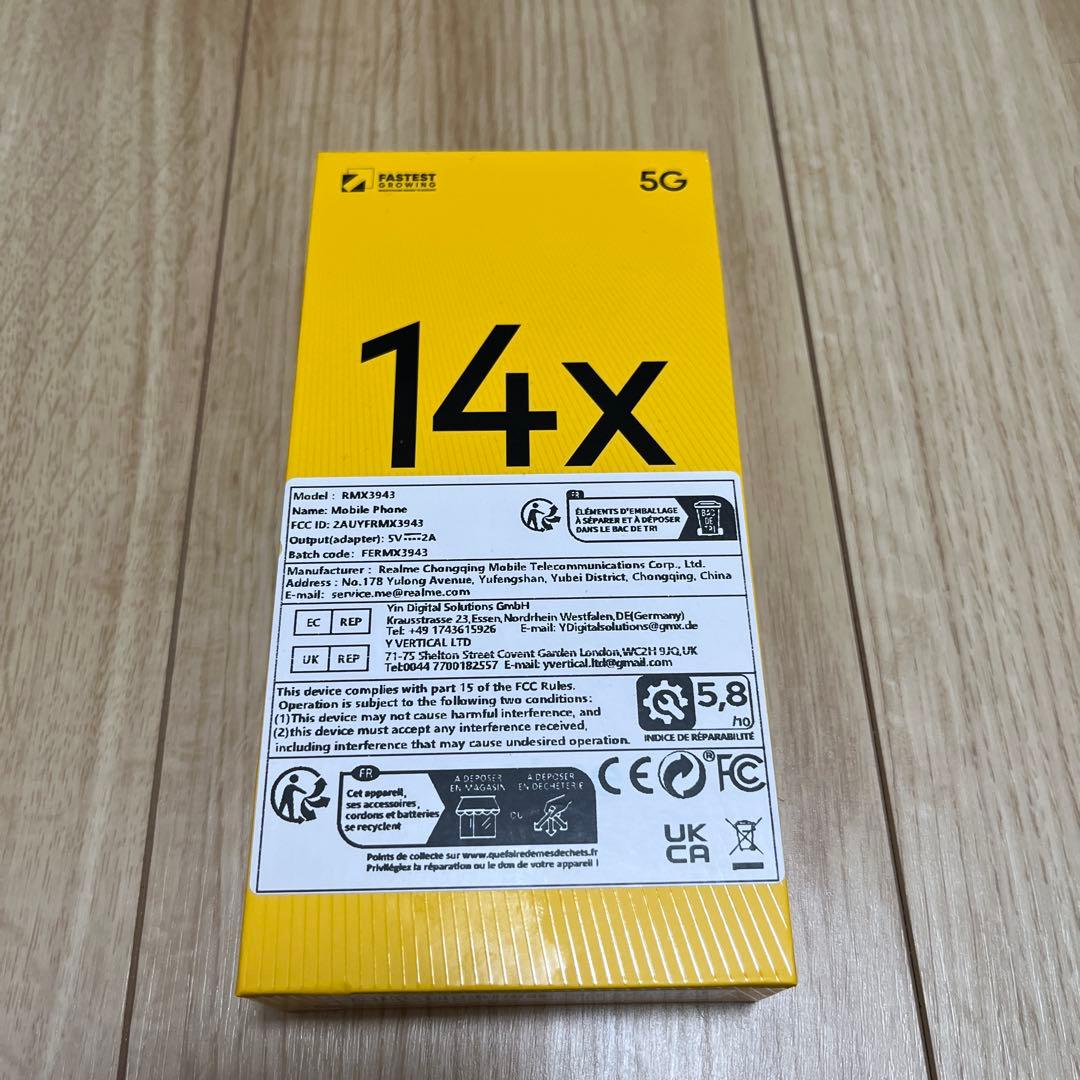 FASTEST
GROWING
5G
14x
Model : RMX3943
Name: Mobile Phone
FCC ID: 2AUYFRMX3943
Output(adapter): 5V⎓2A
Batch code: FERMX3943
FR
ÉLÉMENTS D'EMBALLAGE
À SÉPARER ET À DÉPOSER
DANS LE BAC DE TRI
BAC
DE
TRI
Manufacturer : Realme Chongqing Mobile Telecommunications Corp., Ltd.
Address : No.178 Yulong Avenue, Yufengshan, Yubei District, Chongqing, China
E-mail: service.me@realme.com
EC REP
Yin Digital Solutions GmbH
Krausstrasse 23,Essen,Nordrhein Westfalen,DE(Germany)
Tel: +49 1743615926 E-mail: YDigitalsolutions@gmx.de
UK REP
Y VERTICAL LTD
71-75 Shelton Street Covent Garden London,WC2H 9JQ,UK
Tel:0044 7700182557 E-mail: yvertical.ltd@gmail.com
This device complies with part 15 of the FCC Rules.
Operation is subject to the following two conditions:
(1)This device may not cause harmful interference, and
(2)this device must accept any interference received,
including interference that may cause undesired operation.
5,8
/10
INDICE DE RÉPARABILITÉ
FR
Cet appareil,
ses accessoires,
cordons et batteries
se recyclent
À DÉPOSER
EN MAGASIN
OU
À DÉPOSER
EN DÉCHÈTERIE
Points de collecte sur www.quefairedemesdechets.fr
Privilégiez la réparation ou le don de votre appareil !
CE
®
FC
UK
CA